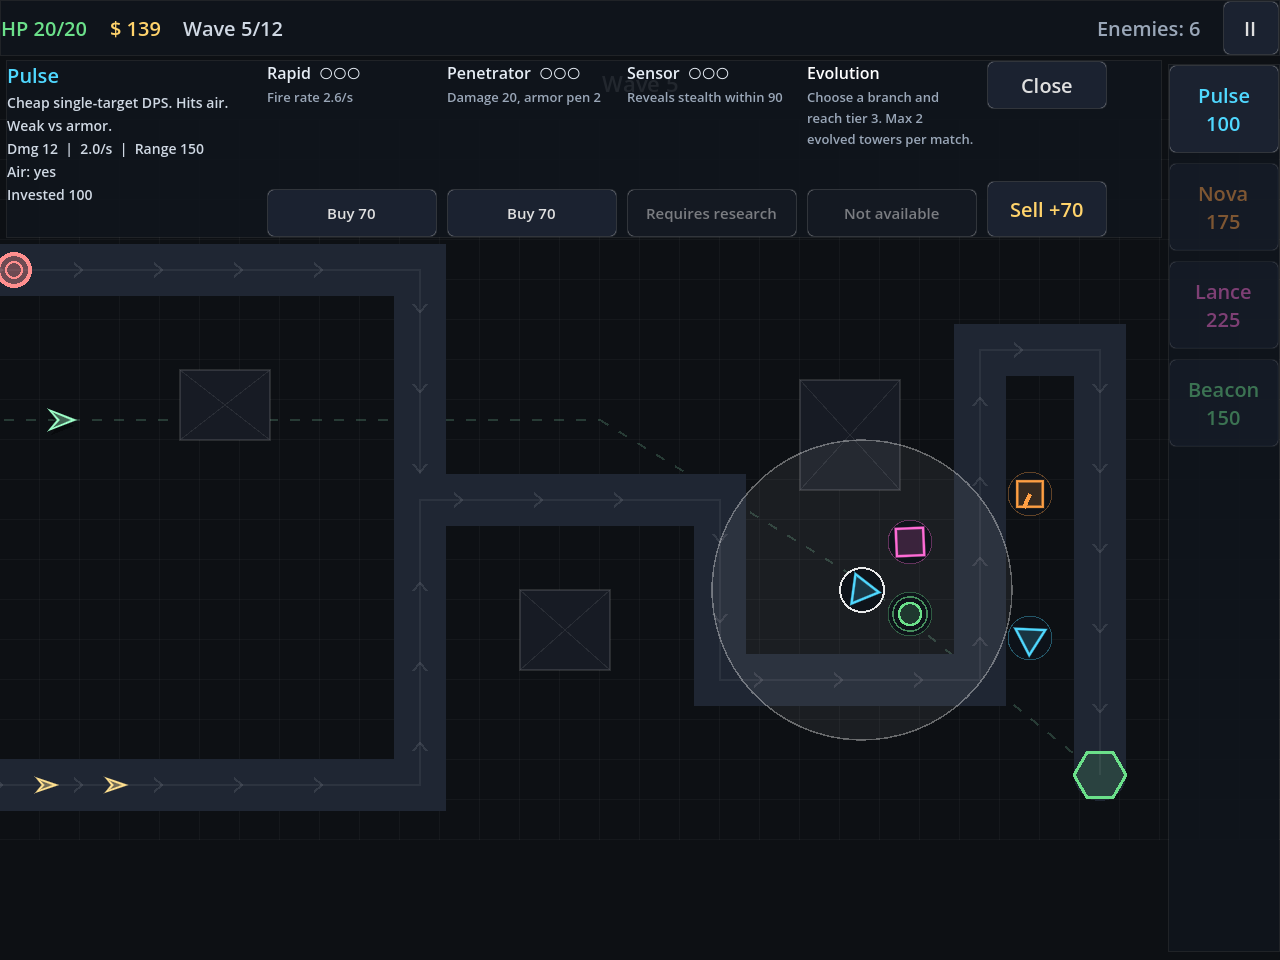 HP 20/20 $ 139 Wave 5/12 Enemies: 6 II
Pulse
Cheap single-target DPS. Hits air.
Weak vs armor.
Dmg 12 | 2.0/s | Range 150
Air: yes
Invested 100
Rapid
Fire rate 2.6/s
Buy 70
Penetrator
Damage 20, armor pen 2
Buy 70
Wave 5
Sensor
Reveals stealth within 90
Requires research
Evolution
Choose a branch and
reach tier 3. Max 2
evolved towers per match.
Not available
Close
Sell +70
Pulse
100
Nova
175
Lance
225
Beacon
150